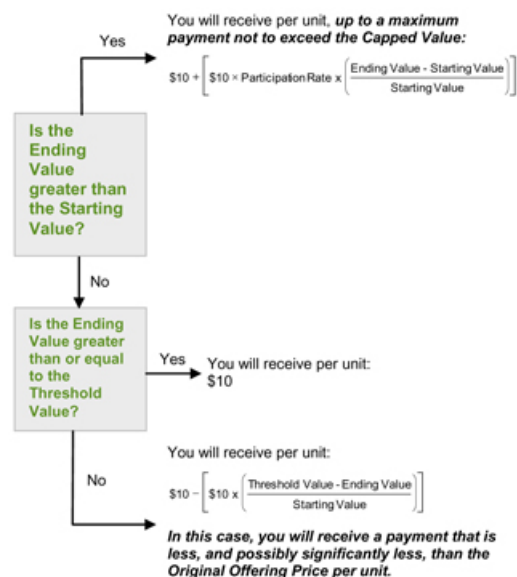 You will receive per unit, up to a maximum
payment not to exceed the Capped Value:
Yes
$10 + [ $10 × Participation Rate x ( Ending Value - Starting Value / Starting Value ) ]
Is the
Ending
Value
greater than
the Starting
Value?
No
Is the Ending
Value greater
than or equal
to the
Threshold
Value?
Yes
You will receive per unit:
$10
You will receive per unit:
No
$10 − [ $10 x ( Threshold Value - Ending Value / Starting Value ) ]
In this case, you will receive a payment that is
less, and possibly significantly less, than the
Original Offering Price per unit.